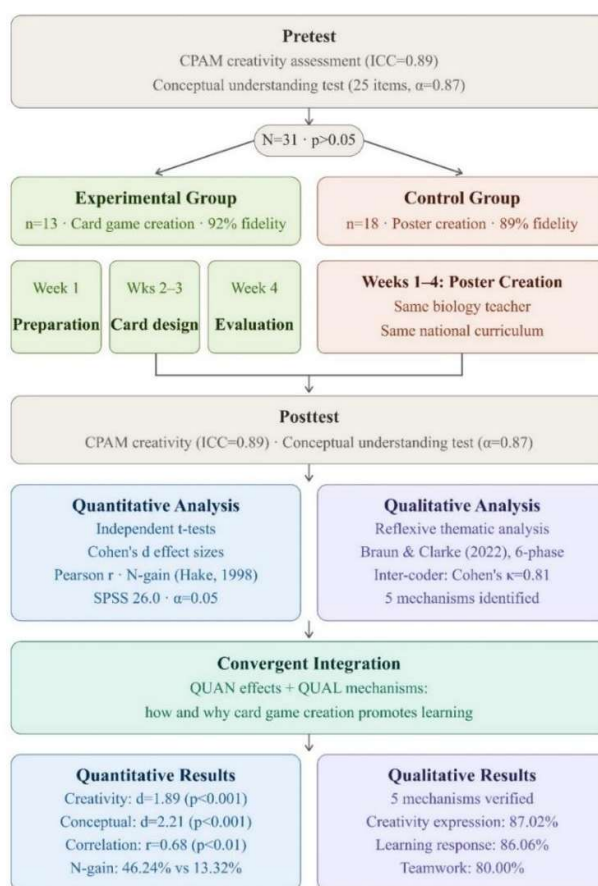 Pretest
CPAM creativity assessment (ICC=0.89)
Conceptual understanding test (25 items, α=0.87)
N=31 · p>0.05
Experimental Group
n=13 · Card game creation · 92% fidelity
Control Group
n=18 · Poster creation · 89% fidelity
Week 1
Preparation
Wks 2–3
Card design
Week 4
Evaluation
Weeks 1–4: Poster Creation
Same biology teacher
Same national curriculum
Posttest
CPAM creativity (ICC=0.89) · Conceptual understanding test (α=0.87)
Quantitative Analysis
Independent t-tests
Cohen's d effect sizes
Pearson r · N-gain (Hake, 1998)
SPSS 26.0 · α=0.05
Qualitative Analysis
Reflexive thematic analysis
Braun & Clarke (2022), 6-phase
Inter-coder: Cohen's κ=0.81
5 mechanisms identified
Convergent Integration
QUAN effects + QUAL mechanisms:
how and why card game creation promotes learning
Quantitative Results
Creativity: d=1.89 (p<0.001)
Conceptual: d=2.21 (p<0.001)
Correlation: r=0.68 (p<0.01)
N-gain: 46.24% vs 13.32%
Qualitative Results
5 mechanisms verified
Creativity expression: 87.02%
Learning response: 86.06%
Teamwork: 80.00%